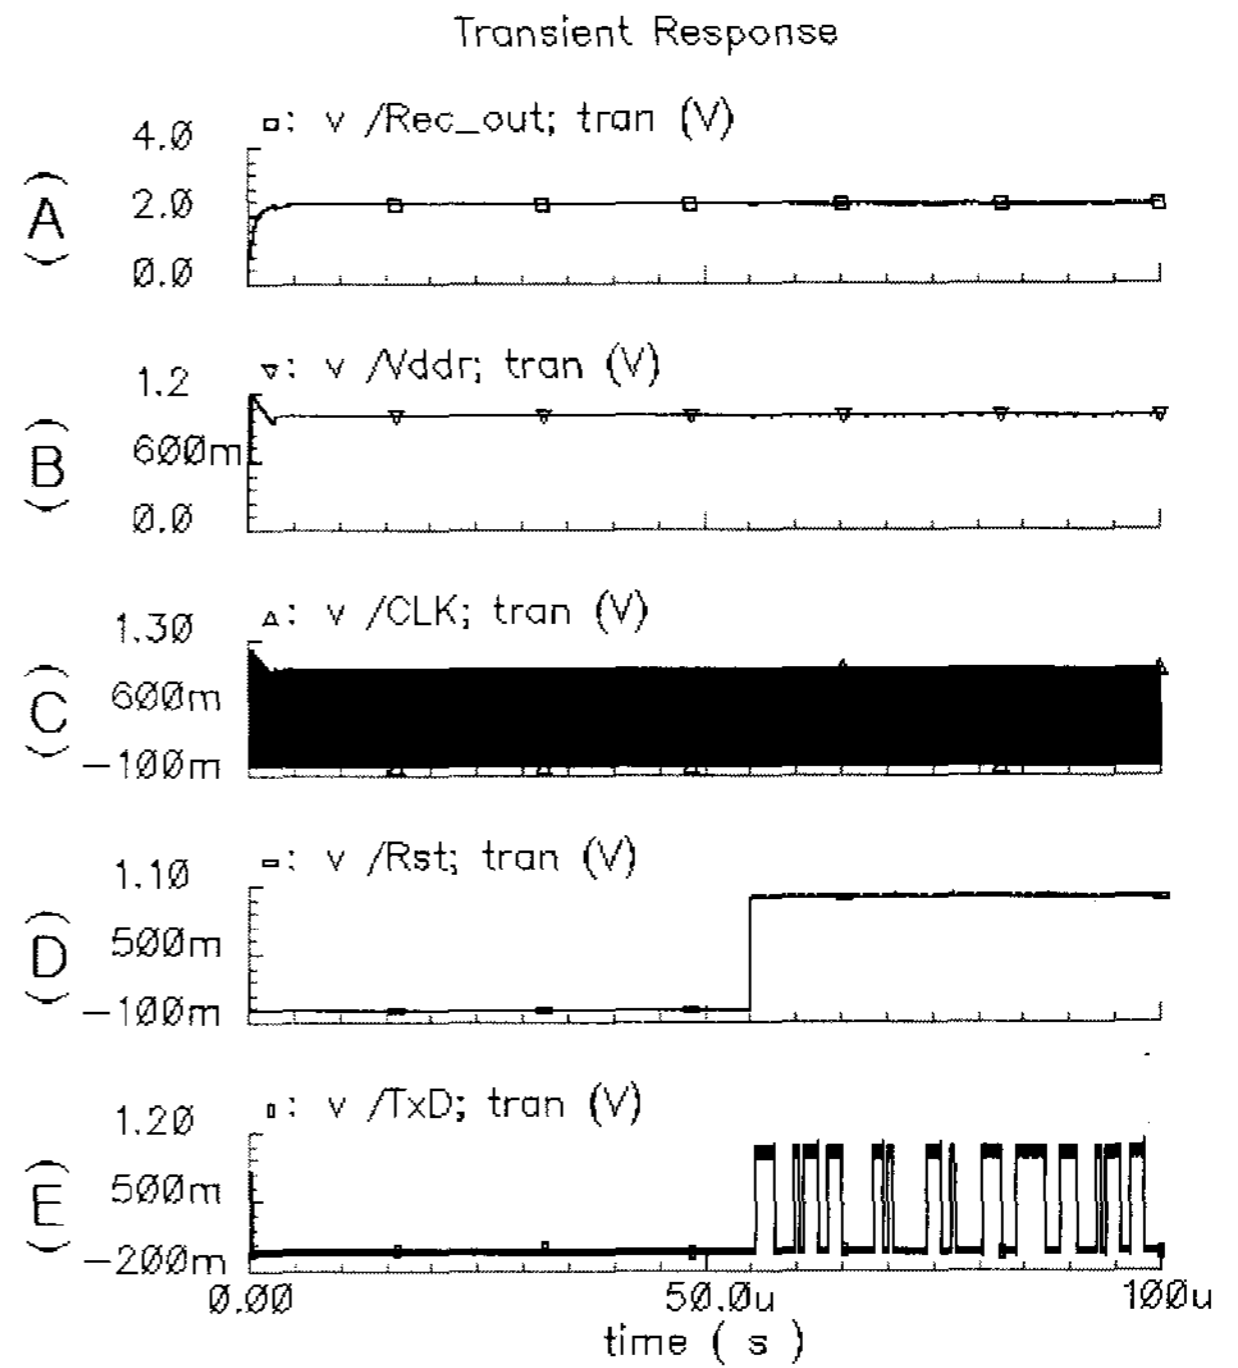 Transient Response
▫: v /Rec_out; tran (V)
4.0
2.0
0.0
(A)
▿: v /Vddr; tran (V)
1.2
600m
0.0
(B)
▵: v /CLK; tran (V)
1.30
600m
-100m
(C)
▭: v /Rst; tran (V)
1.10
500m
-100m
(D)
▯: v /TxD; tran (V)
1.20
500m
-200m
(E)
0.00 50.0u 100u
time ( s )